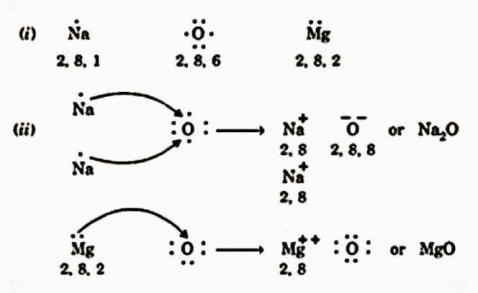 (i) Na O Mg
2, 8, 1 2, 8, 6 2, 8, 2
Na
(ii) : O : → Na⁺ O⁻⁻ or Na₂O
2, 8 2, 8, 8
Na Na⁺
2, 8
Mg : O : → Mg⁺⁺ : O : or MgO
2, 8, 2 2, 8